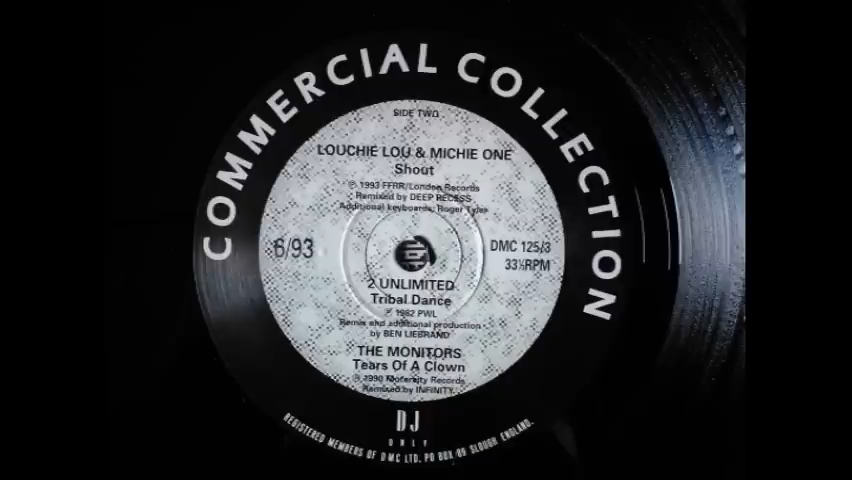 COMMERCIAL COLLECTION
SIDE TWO
LOUCHIE LOU & MICHIE ONE
Shout
℗ 1993 FFRR/London Records
Remixed by DEEP RECESS
Additional keyboards: Roger Tyler
6/93
DMC 125/3
33⅓RPM
2 UNLIMITED
Tribal Dance
℗ 1992 PWL
Remix and additional production
by BEN LIEBRAND
THE MONITORS
Tears Of A Clown
℗ 1990 Modernity Records
Remixed by INFINITY
DJ
ONLY
REGISTERED MEMBERS OF DMC LTD. PO BOX 89 SLOUGH ENGLAND.